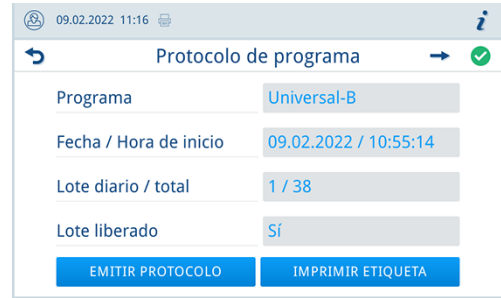 09.02.2022 11:16 i
Protocolo de programa
Programa Universal-B
Fecha / Hora de inicio 09.02.2022 / 10:55:14
Lote diario / total 1 / 38
Lote liberado Sí
EMITIR PROTOCOLO IMPRIMIR ETIQUETA